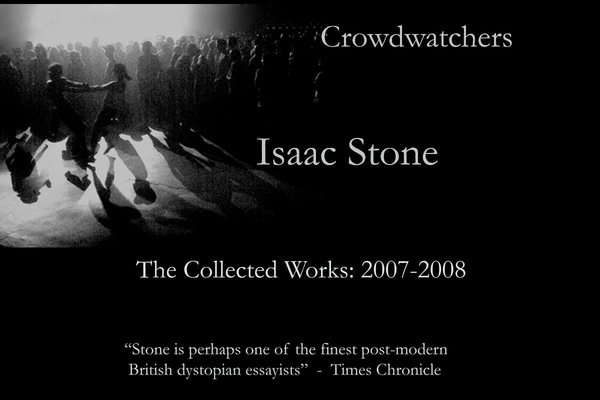 Crowdwatchers
Isaac Stone
The Collected Works: 2007-2008
“Stone is perhaps one of the finest post-modern
British dystopian essayists” - Times Chronicle